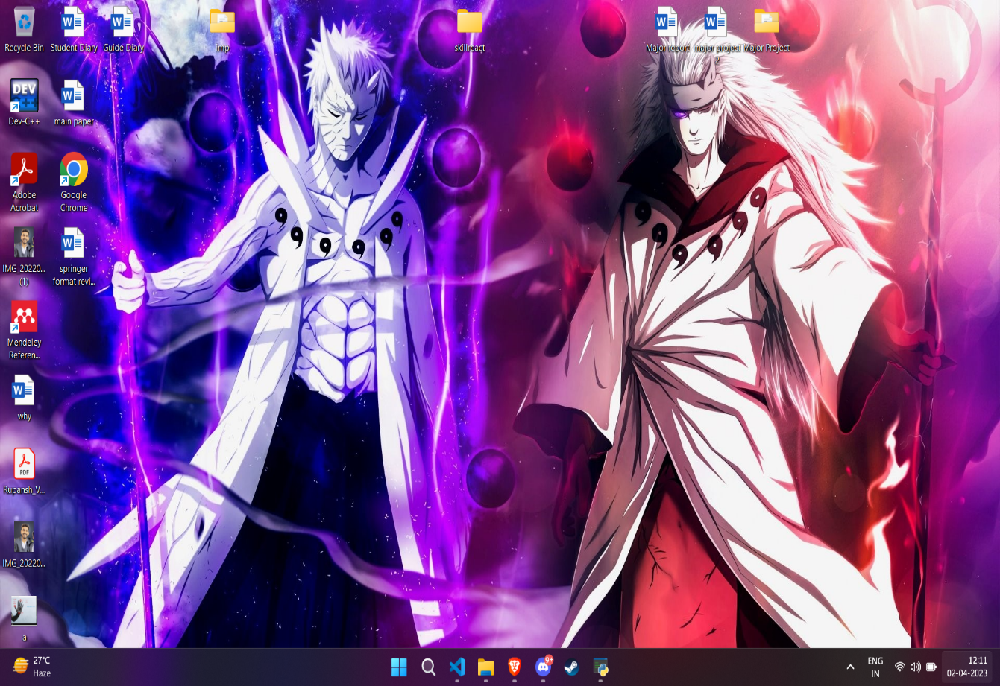 Recycle Bin
Student Diary
Guide Diary
imp
skillreact
Major report
major project
2
Major Project
DEV
C++
Dev-C++
main paper
Adobe
Acrobat
Google
Chrome
IMG_20220...
(1)
springer
format revi...
Mendeley
Referen...
why
PDF
Rupansh_V...
IMG_20220...
a
27°C
Haze
9+
ENG
IN
12:11
02-04-2023